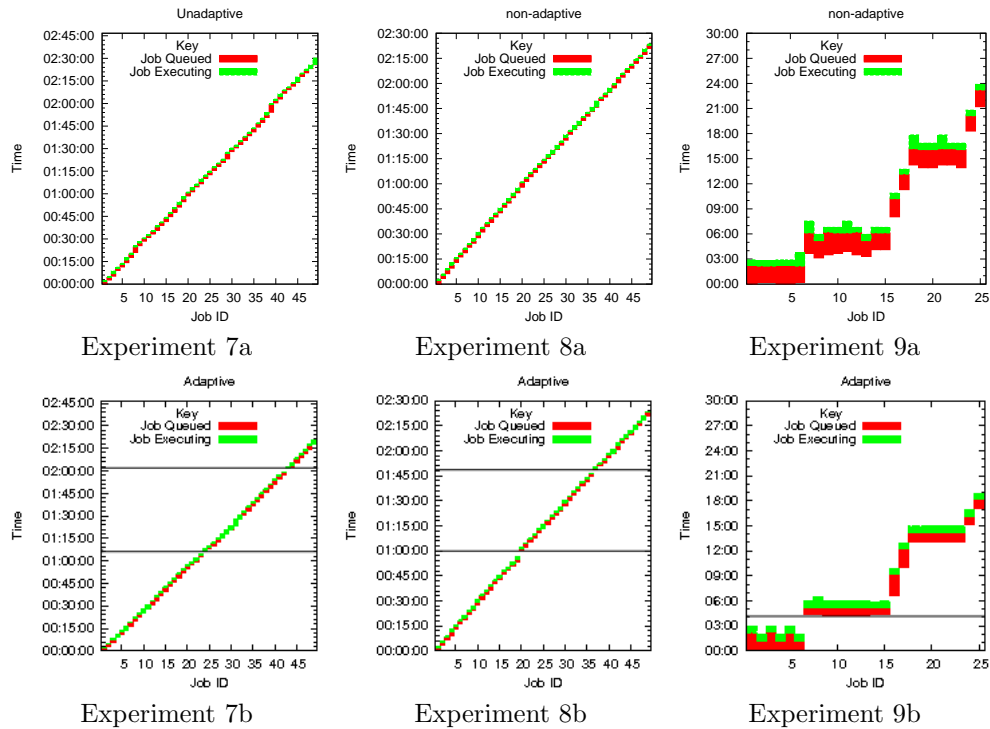 Unadaptive
02:45:00
02:30:00
02:15:00
02:00:00
01:45:00
01:30:00
01:15:00
01:00:00
00:45:00
00:30:00
00:15:00
00:00:00
Time
Key
Job Queued
Job Executing
5 10 15 20 25 30 35 40 45
Job ID
Experiment 7a
non-adaptive
02:30:00
02:15:00
02:00:00
01:45:00
01:30:00
01:15:00
01:00:00
00:45:00
00:30:00
00:15:00
00:00:00
Time
Key
Job Queued
Job Executing
5 10 15 20 25 30 35 40 45
Job ID
Experiment 8a
non-adaptive
30:00
27:00
24:00
21:00
18:00
15:00
12:00
09:00
06:00
03:00
00:00
Time
Key
Job Queued
Job Executing
5 10 15 20 25
Job ID
Experiment 9a
Adaptive
02:45:00
02:30:00
02:15:00
02:00:00
01:45:00
01:30:00
01:15:00
01:00:00
00:45:00
00:30:00
00:15:00
00:00:00
Time
Key
Job Queued
Job Executing
5 10 15 20 25 30 35 40 45
Job ID
Experiment 7b
Adaptive
02:30:00
02:15:00
02:00:00
01:45:00
01:30:00
01:15:00
01:00:00
00:45:00
00:30:00
00:15:00
00:00:00
Time
Key
Job Queued
Job Executing
5 10 15 20 25 30 35 40 45
Job ID
Experiment 8b
Adaptive
30:00
27:00
24:00
21:00
18:00
15:00
12:00
09:00
06:00
03:00
00:00
Time
Key
Job Queued
Job Executing
5 10 15 20 25
Job ID
Experiment 9b